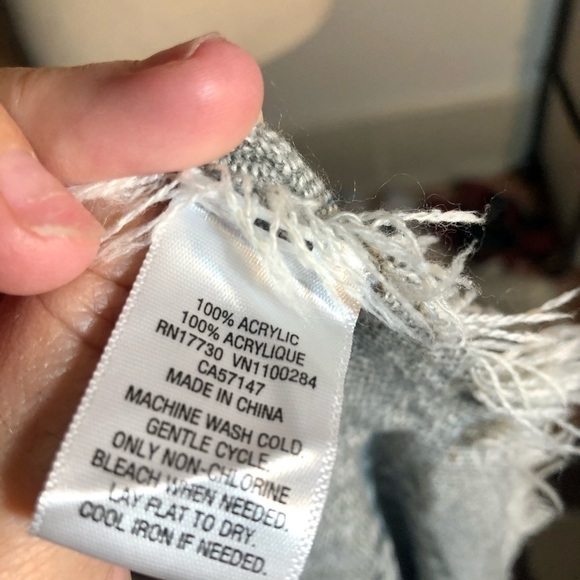 100% ACRYLIC
100% ACRYLIQUE
RN17730 VN1100284
CA57147
MADE IN CHINA
MACHINE WASH COLD
GENTLE CYCLE.
ONLY NON-CHLORINE
BLEACH WHEN NEEDED.
LAY FLAT TO DRY.
COOL IRON IF NEEDED.